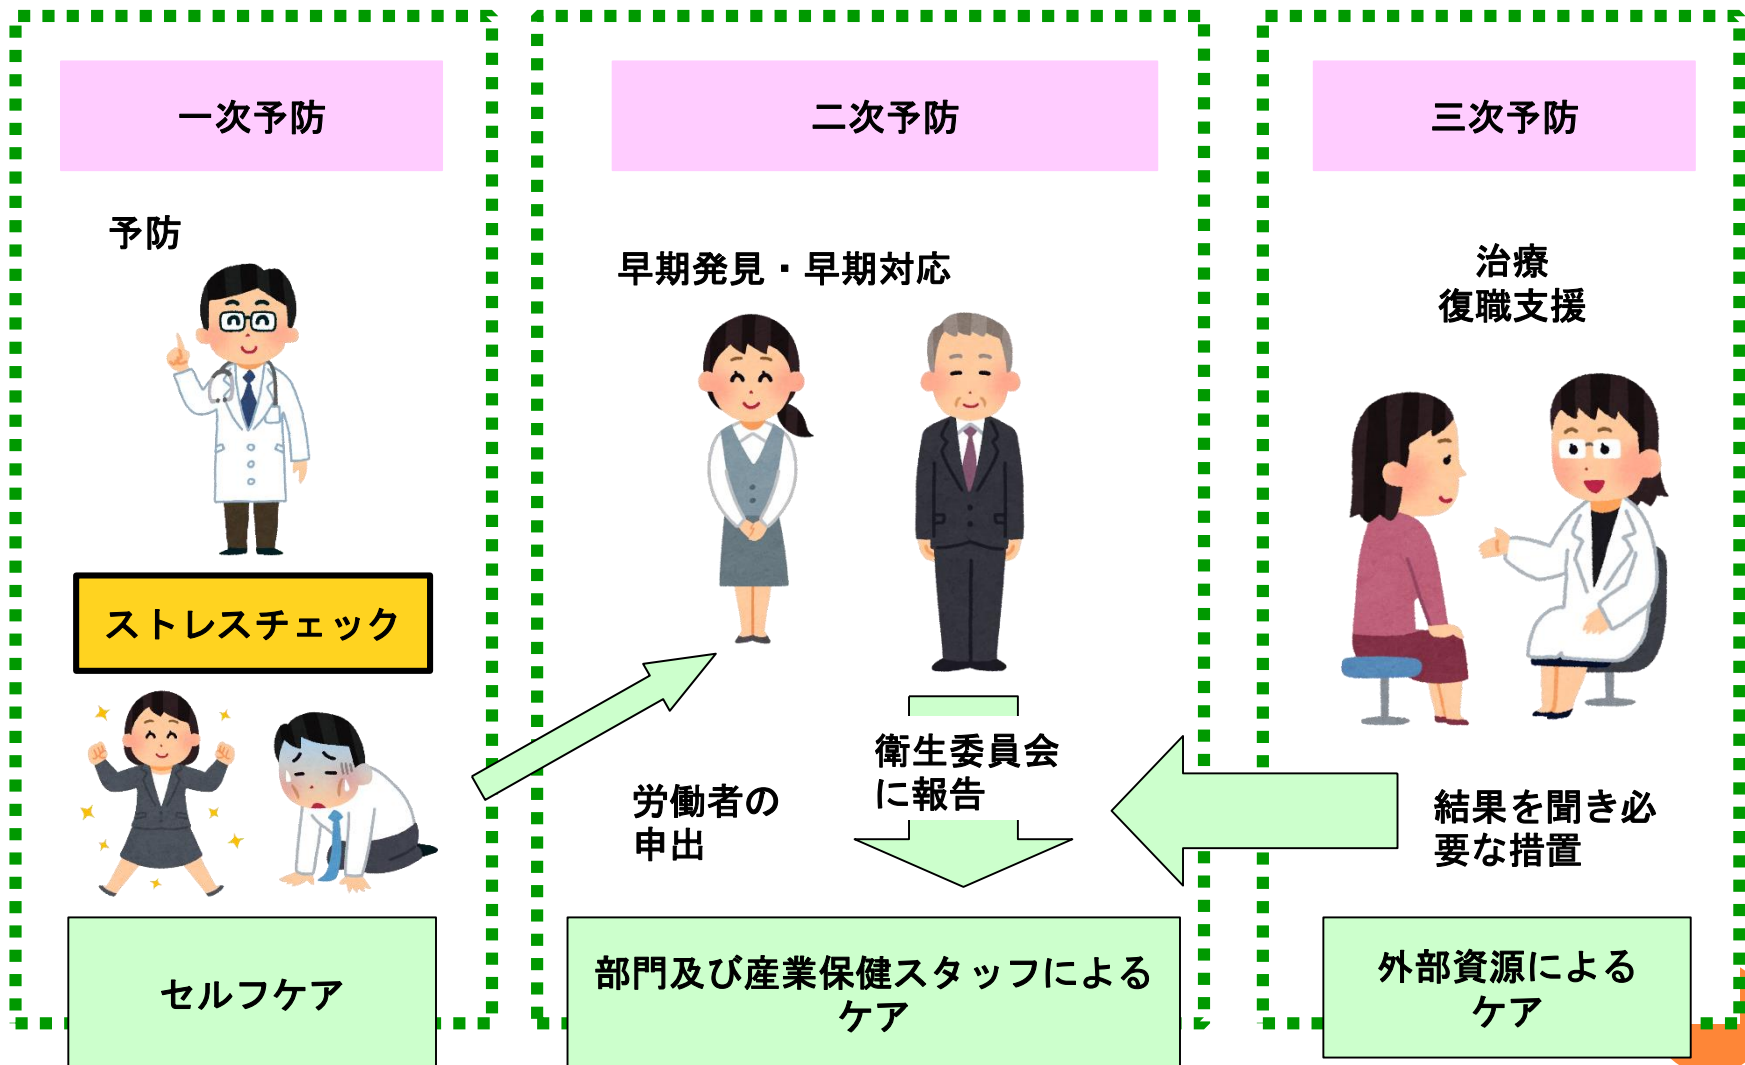 一次予防
予防
ストレスチェック
セルフケア
二次予防
早期発見・早期対応
労働者の
申出
衛生委員会
に報告
部門及び産業保健スタッフによる
ケア
三次予防
治療
復職支援
結果を聞き必
要な措置
外部資源による
ケア